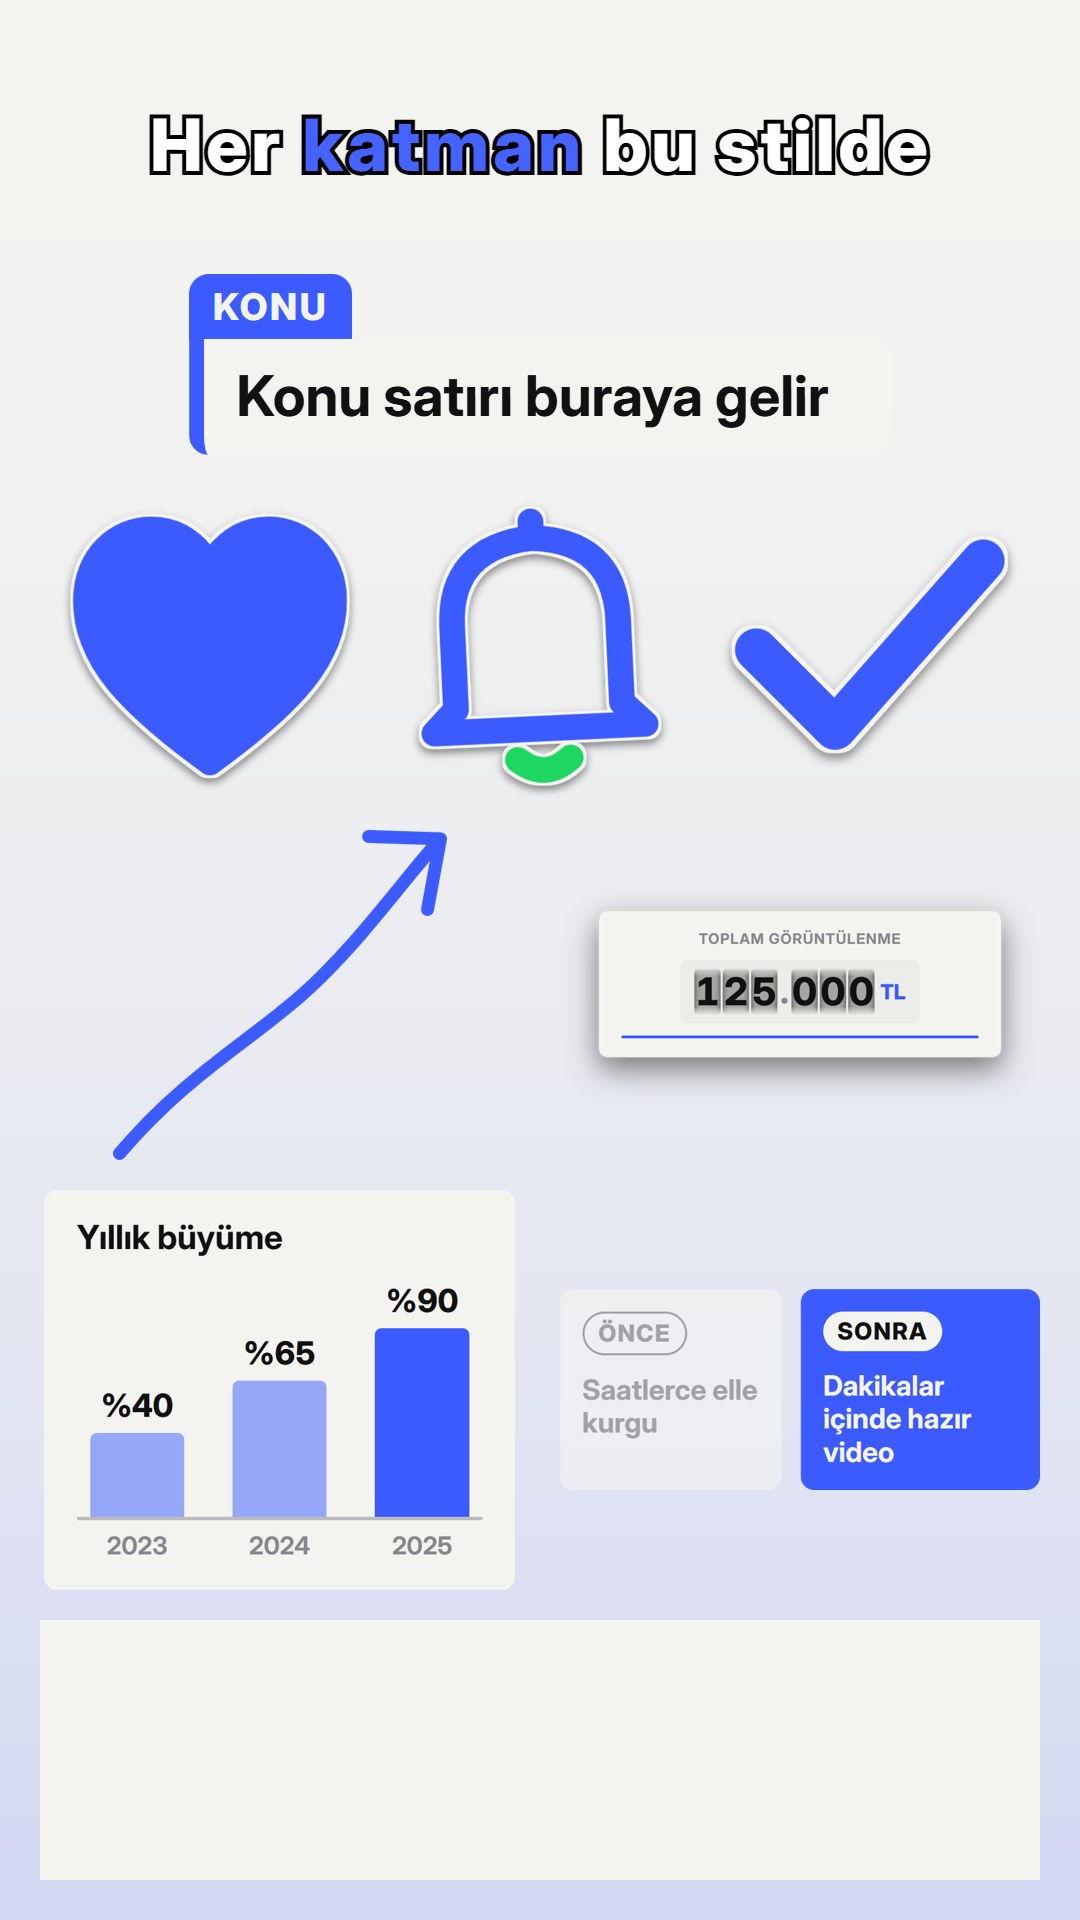 Her katman bu stilde
KONU
Konu satırı buraya gelir
TOPLAM GÖRÜNTÜLENME
125.000 TL
Yıllık büyüme
%90
%65
%40
2023 2024 2025
ÖNCE
Saatlerce elle
kurgu
SONRA
Dakikalar
içinde hazır
video